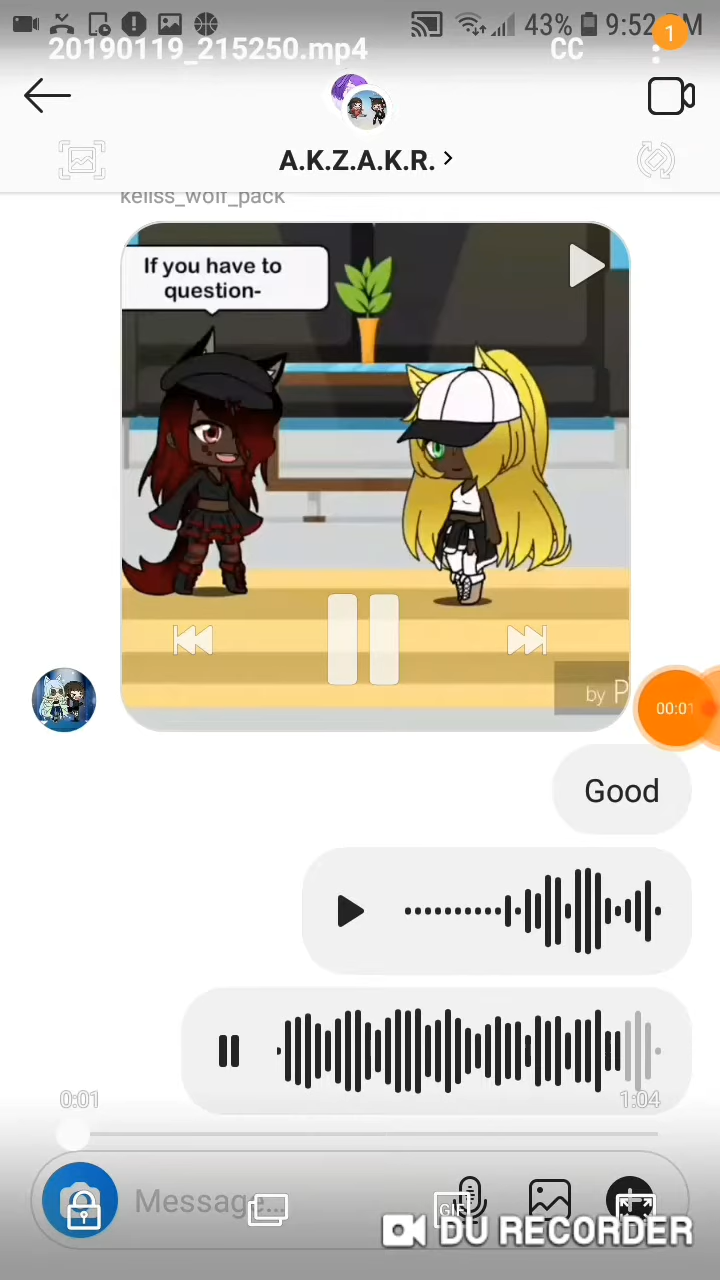 43% 9:52
1
20190119_215250.mp4 CC
A.K.Z.A.K.R. >
keliss_wolf_pack
If you have to
question-
by P
00:01
Good
0:01 1:04
Message...
GIF
DU RECORDER